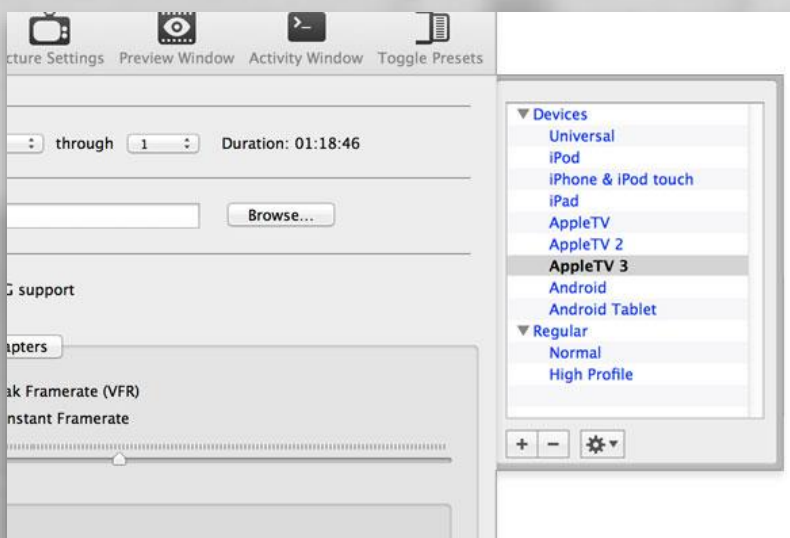 cture Settings Preview Window Activity Window Toggle Presets
through 1 Duration: 01:18:46
Browse...
G support
apters
ak Framerate (VFR)
nstant Framerate
Devices
Universal
iPod
iPhone & iPod touch
iPad
AppleTV
AppleTV 2
AppleTV 3
Android
Android Tablet
Regular
Normal
High Profile